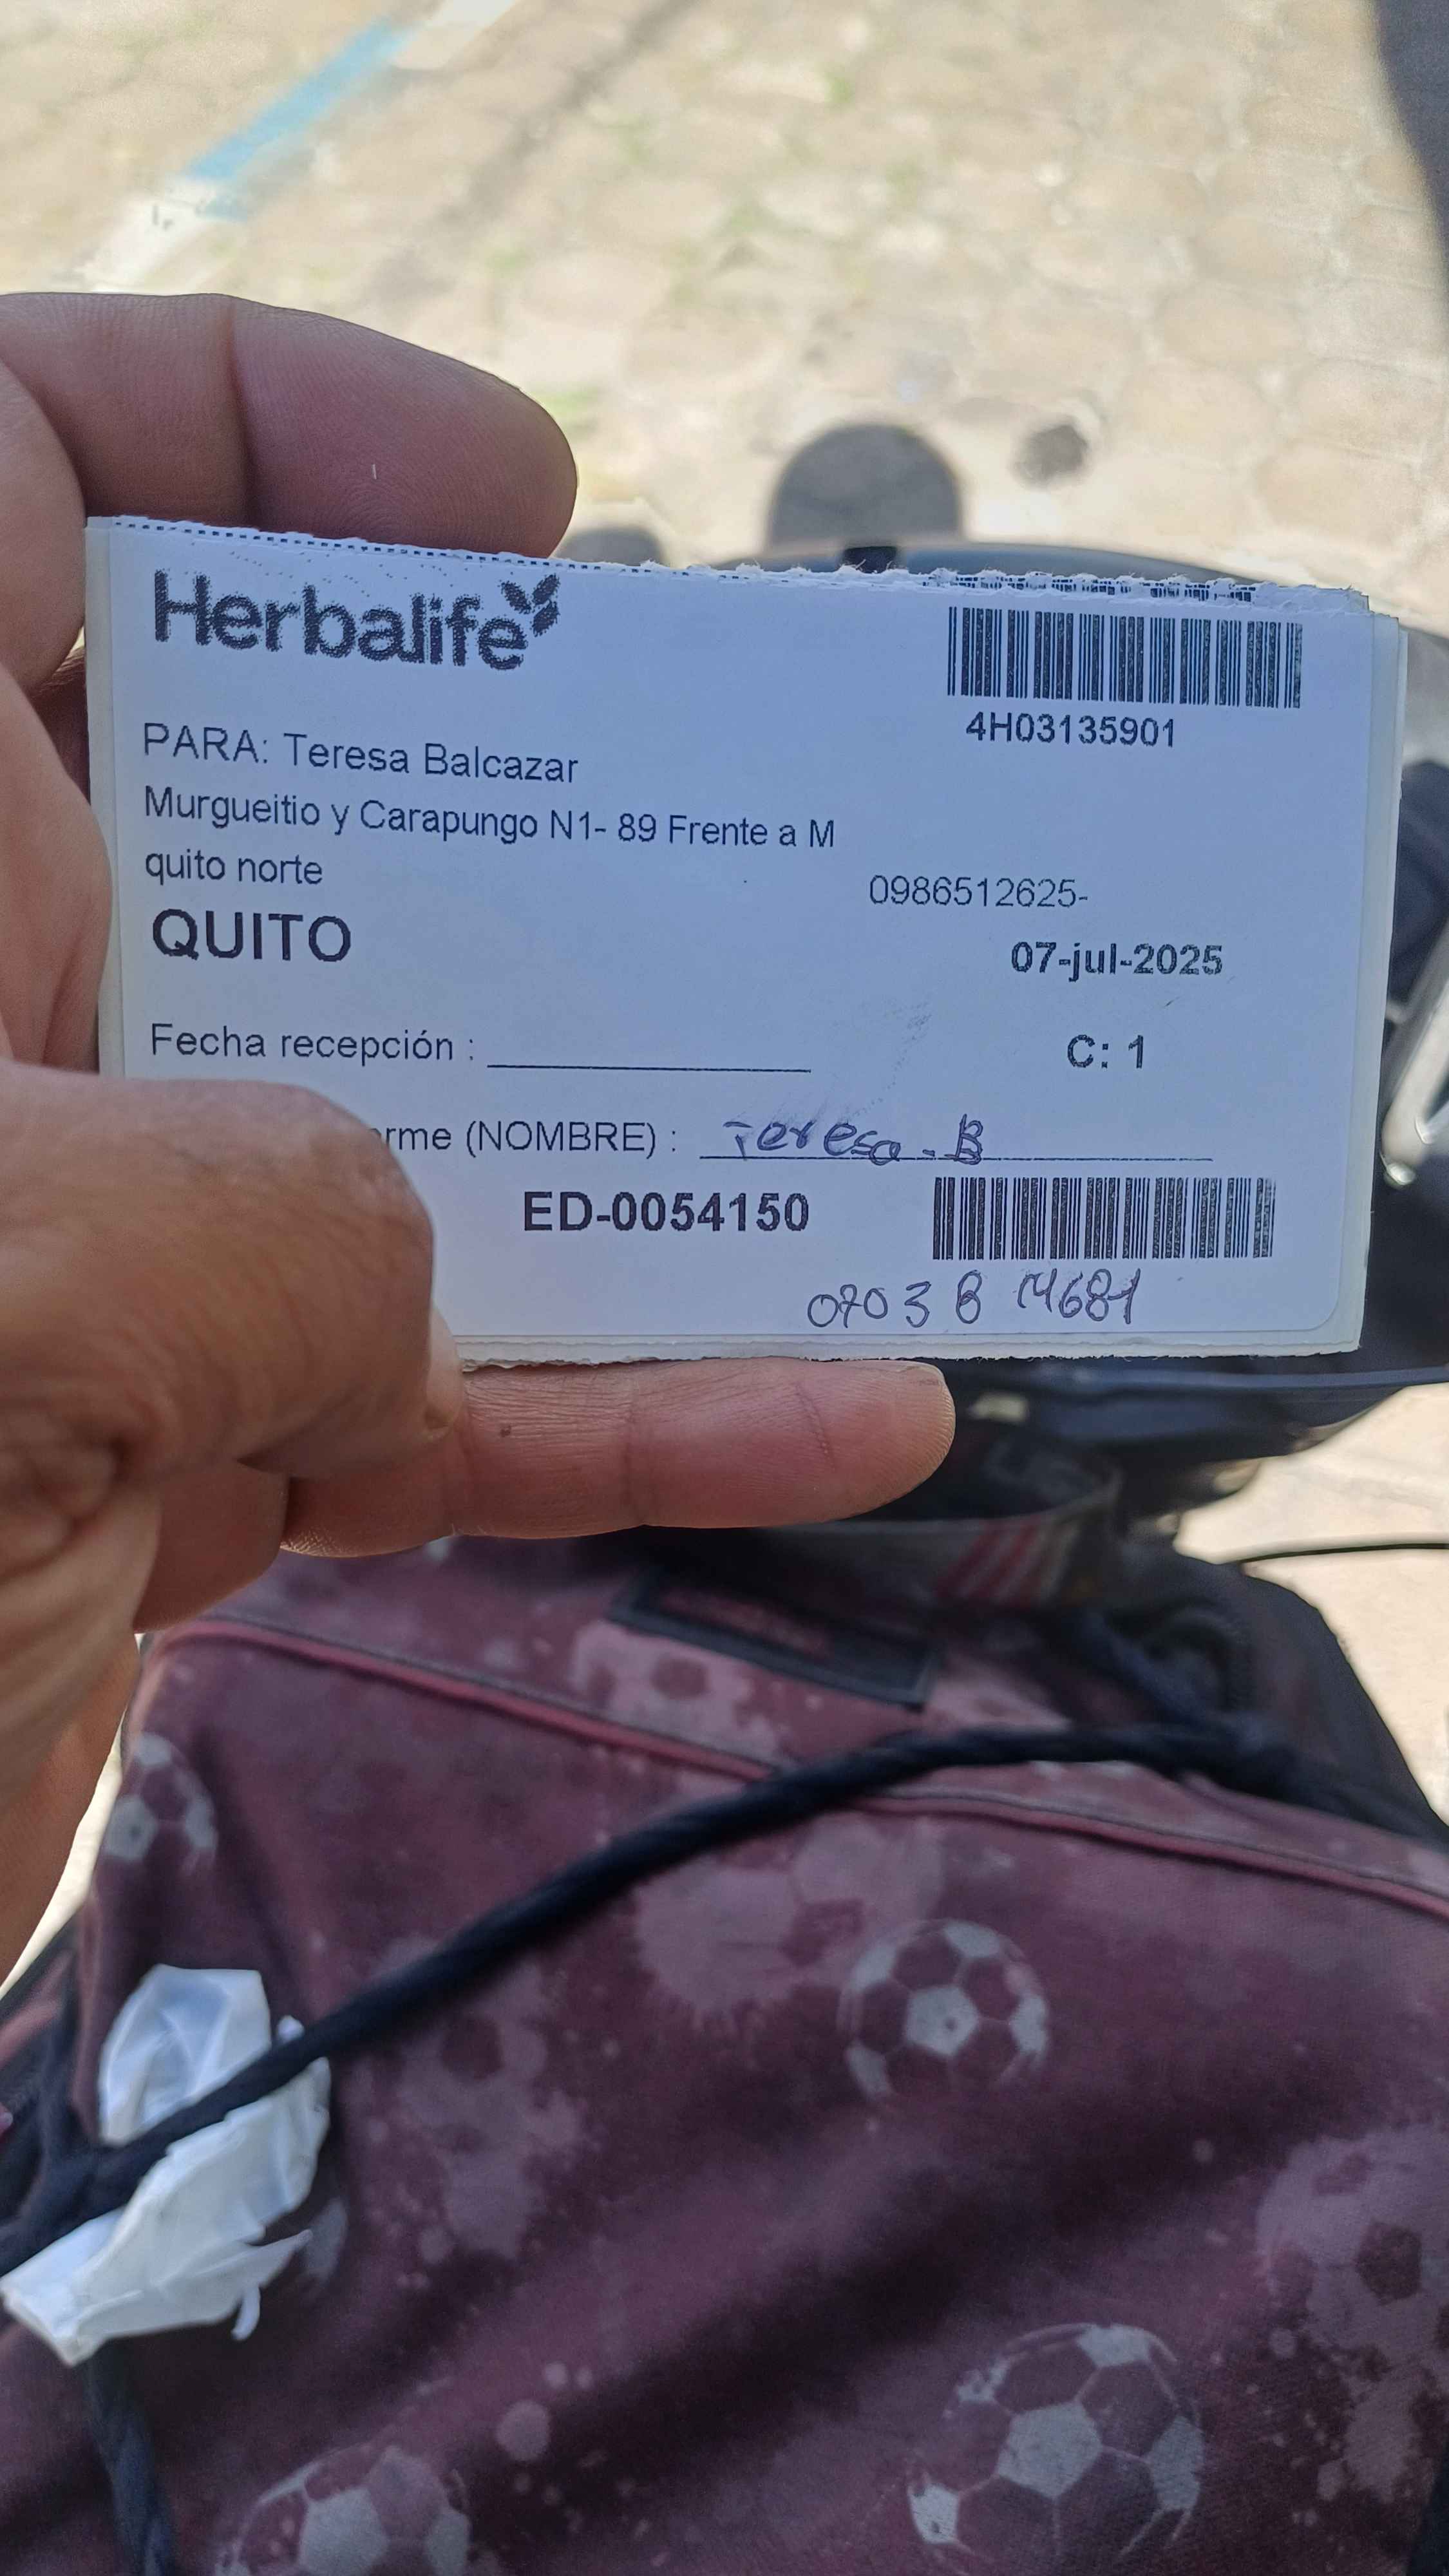 Herbalife
4H03135901
PARA: Teresa Balcazar
Murgueitio y Carapungo N1- 89 Frente a M
quito norte
0986512625-
QUITO
07-jul-2025
Fecha recepción :
C: 1
rme (NOMBRE) : Teresa. B
ED-0054150